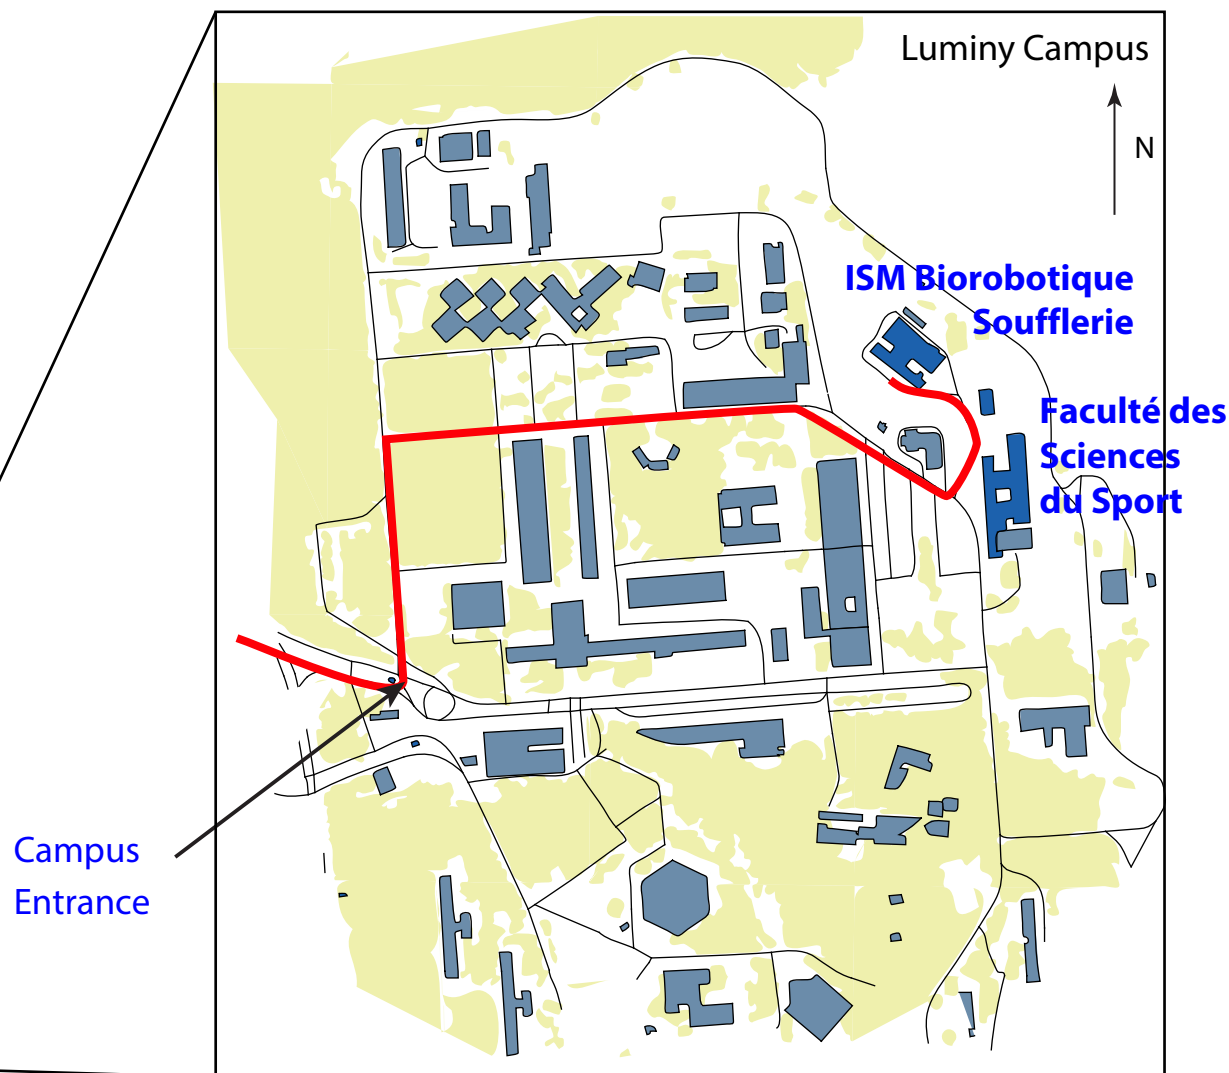 Luminy Campus
N
ISM Biorobotique
Soufflerie
Faculté des
Sciences
du Sport
Campus
Entrance